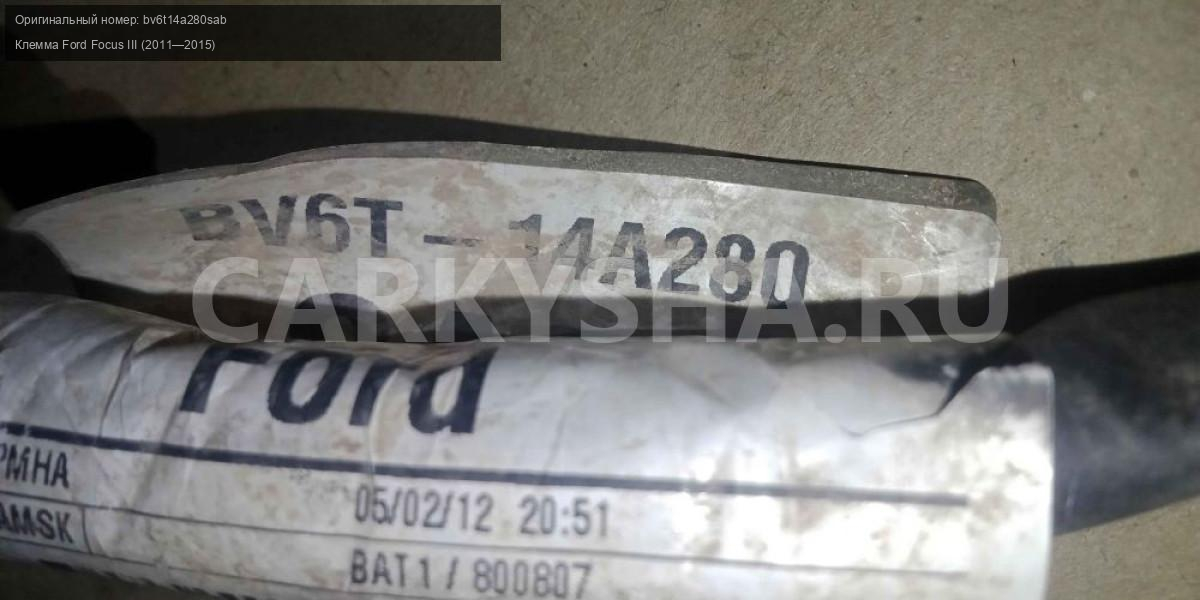 Оригинальный номер: bv6t14a280sab
Клемма Ford Focus III (2011—2015)
BV6T - 14A280
CARKYSHA.RU
Ford
PMHA
05/02/12 20:51
AMSK
BAT1 / 800807